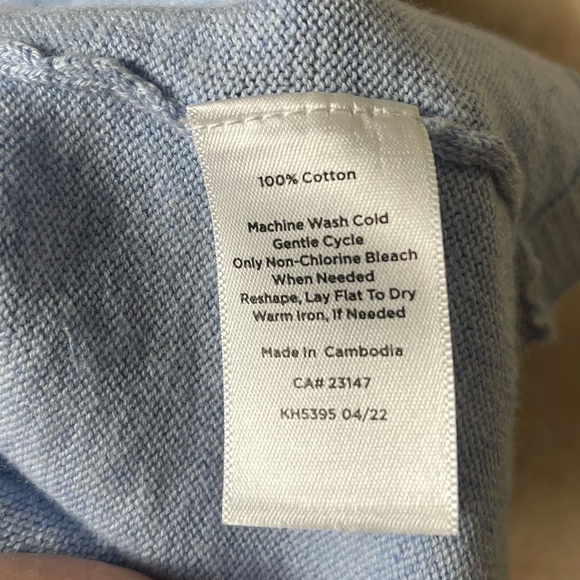 100% Cotton
Machine Wash Cold
Gentle Cycle
Only Non-Chlorine Bleach
When Needed
Reshape, Lay Flat To Dry
Warm Iron, If Needed
Made In Cambodia
CA# 23147
KH5395 04/22